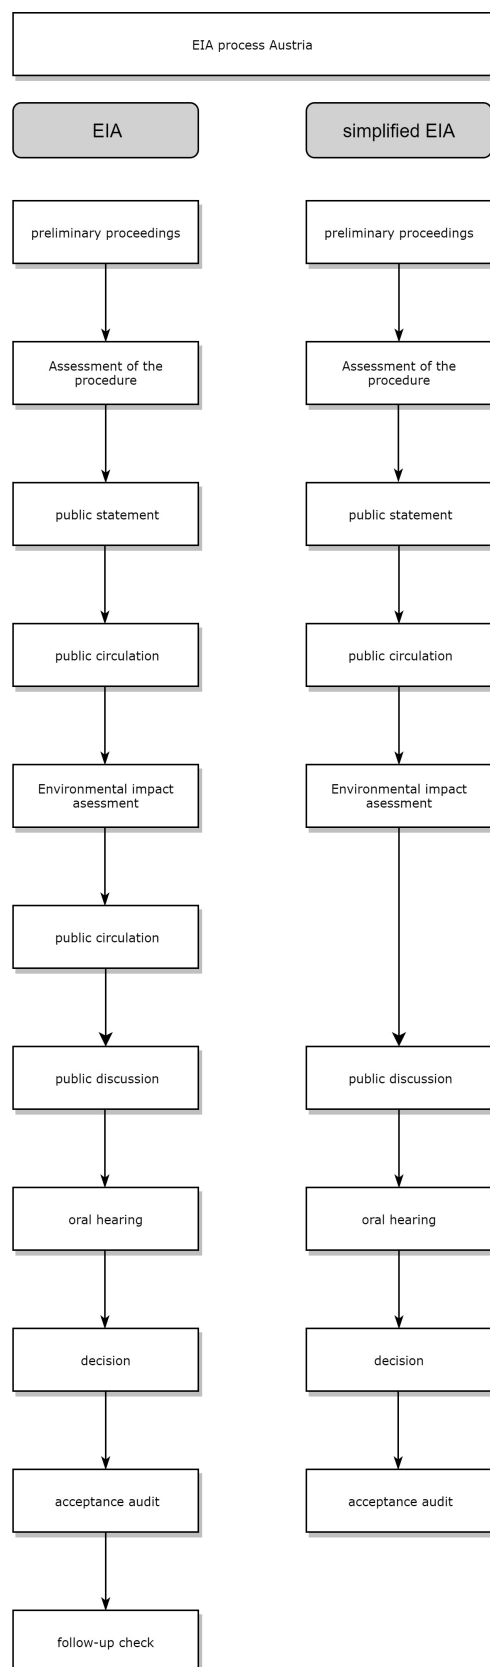 EIA process Austria
EIA
simplified EIA
preliminary proceedings
preliminary proceedings
Assessment of the
procedure
Assessment of the
procedure
public statement
public statement
public circulation
public circulation
Environmental impact
asessment
Environmental impact
asessment
public circulation
public discussion
public discussion
oral hearing
oral hearing
decision
decision
acceptance audit
acceptance audit
follow-up check